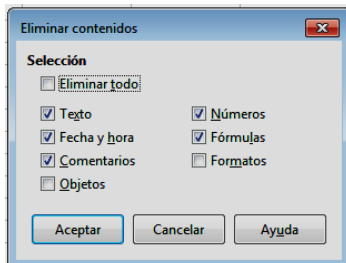 Eliminar contenidos
Selección
Eliminar todo
Texto Números
Fecha y hora Fórmulas
Comentarios Formatos
Objetos
Aceptar Cancelar Ayuda